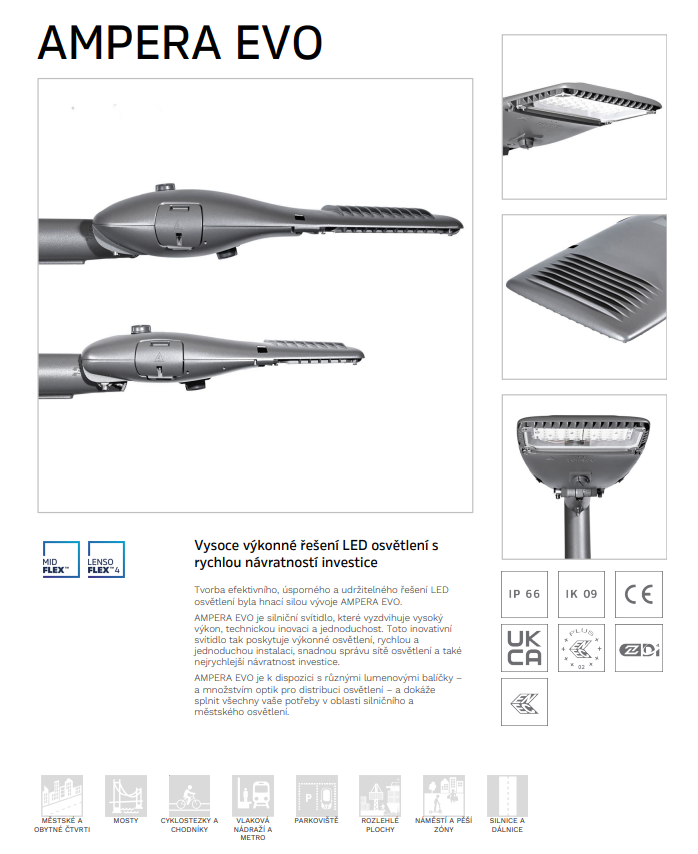 AMPERA EVO
MID
FLEX™
LENSO
FLEX™4
Vysoce výkonné řešení LED osvětlení s
rychlou návratností investice
Tvorba efektivního, úsporného a udržitelného řešení LED
osvětlení byla hnací silou vývoje AMPERA EVO.
AMPERA EVO je silniční svítidlo, které vyzdvihuje vysoký
výkon, technickou inovaci a jednoduchost. Toto inovativní
svítidlo tak poskytuje výkonné osvětlení, rychlou a
jednoduchou instalaci, snadnou správu sítě osvětlení a také
nejrychlejší návratnost investice.
AMPERA EVO je k dispozici s různými lumenovými balíčky –
a množstvím optik pro distribuci osvětlení – a dokáže
splnit všechny vaše potřeby v oblasti silničního a
městského osvětlení.
IP 66
IK 09
CE
UK
CA
PLUS
02
Di
P
MĚSTSKÉ A
OBYTNÉ ČTVRTI
MOSTY
CYKLOSTEZKY A
CHODNÍKY
VLAKOVÁ
NÁDRAŽÍ A
METRO
PARKOVIŠTĚ
ROZLEHLÉ
PLOCHY
NÁMĚSTÍ A PĚŠÍ
ZÓNY
SILNICE A
DÁLNICE